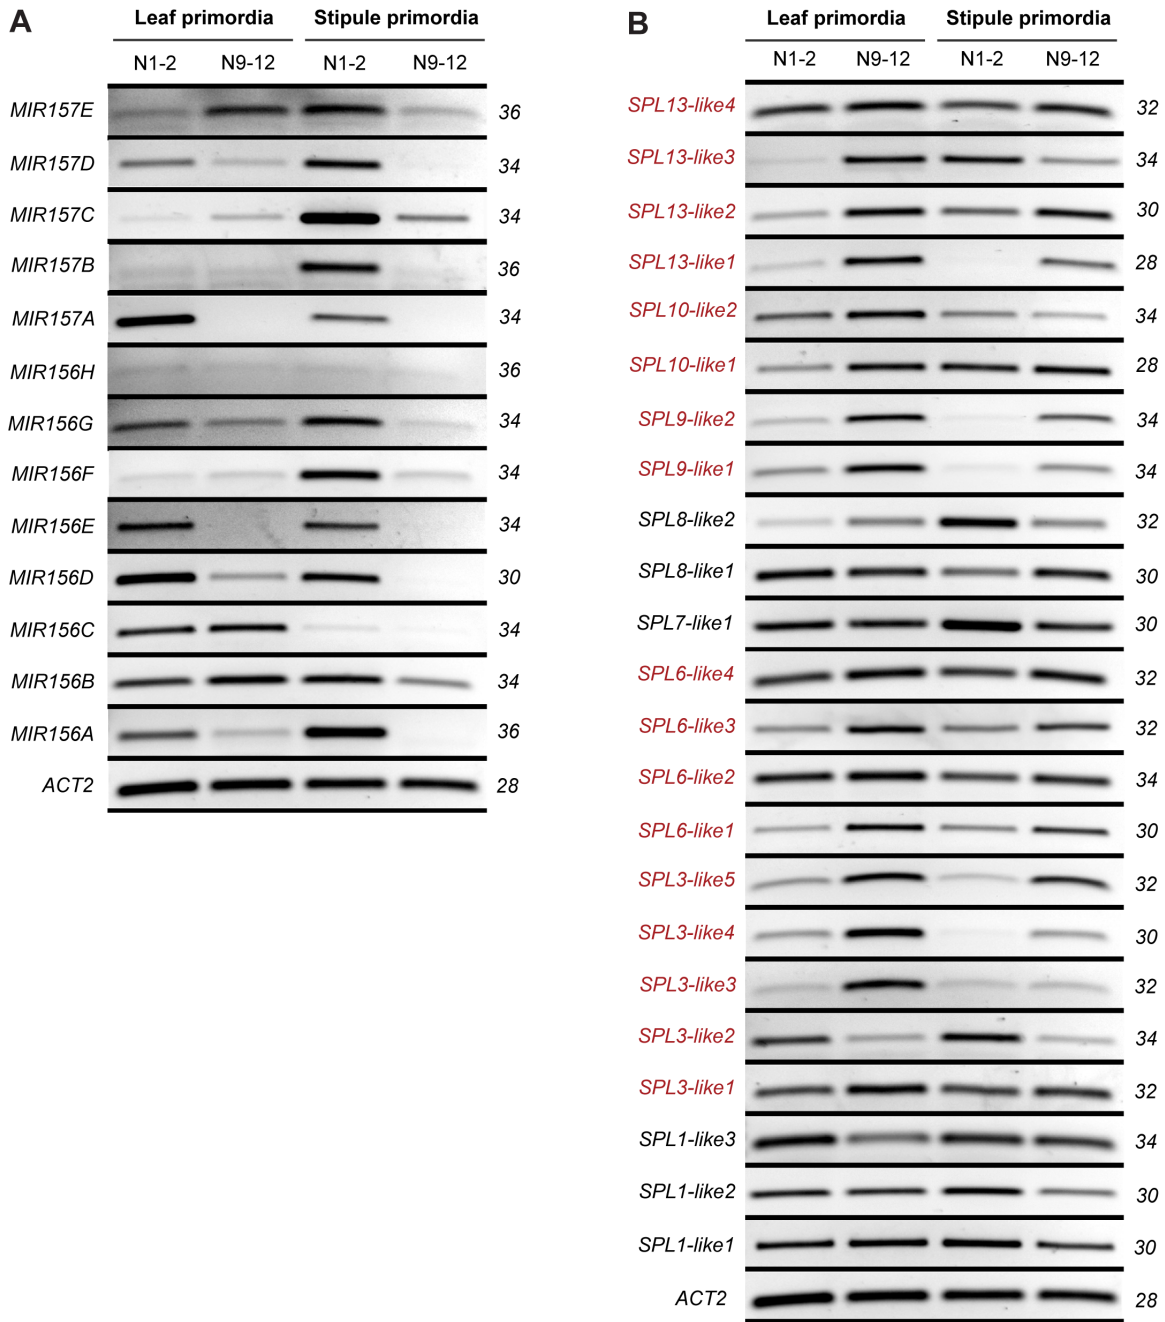 A
Leaf primordia Stipule primordia
N1-2 N9-12 N1-2 N9-12
MIR157E 36
MIR157D 34
MIR157C 34
MIR157B 36
MIR157A 34
MIR156H 36
MIR156G 34
MIR156F 34
MIR156E 34
MIR156D 30
MIR156C 34
MIR156B 34
MIR156A 36
ACT2 28
B
Leaf primordia Stipule primordia
N1-2 N9-12 N1-2 N9-12
SPL13-like4 32
SPL13-like3 34
SPL13-like2 30
SPL13-like1 28
SPL10-like2 34
SPL10-like1 28
SPL9-like2 34
SPL9-like1 34
SPL8-like2 32
SPL8-like1 30
SPL7-like1 30
SPL6-like4 32
SPL6-like3 32
SPL6-like2 34
SPL6-like1 30
SPL3-like5 32
SPL3-like4 30
SPL3-like3 32
SPL3-like2 34
SPL3-like1 32
SPL1-like3 34
SPL1-like2 30
SPL1-like1 30
ACT2 28